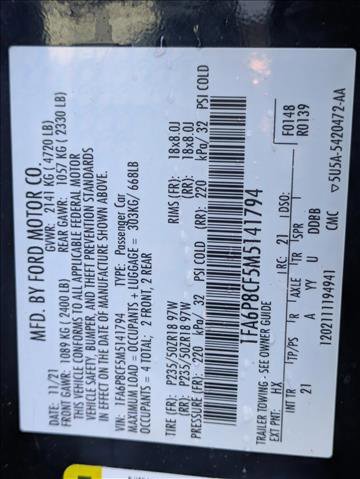 MFD. BY FORD MOTOR CO.
DATE: 11/21 GVWR: 2141 KG ( 4720 LB)
FRONT GAWR: 1089 KG (2400 LB) REAR GAWR: 1057 KG ( 2330 LB)
THIS VEHICLE CONFORMS TO ALL APPLICABLE FEDERAL MOTOR
VEHICLE SAFETY, BUMPER, AND THEFT PREVENTION STANDARDS
IN EFFECT ON THE DATE OF MANUFACTURE SHOWN ABOVE.
VIN: 1FA6P8CF5M5141794 TYPE: Passenger Car
MAXIMUM LOAD = OCCUPANTS + LUGGAGE = 303KG/ 668LB
OCCUPANTS = 4 TOTAL; 2 FRONT, 2 REAR
TIRE (FR): P235/50ZR18 97W RIMS (FR): 18x8.0J
(RR): P235/50ZR18 97W (RR): 18x8.0J
PRESSURE (FR): 220 kPa/ 32 PSI COLD (RR): 220 kPa/ 32 PSI COLD
1FA6P8CF5M5141794
TRAILER TOWING - SEE OWNER GUIDE
F0148
R0139
EXT PNT: HX RC: 21 DSO:
INT TR TP/PS R AXLE TR SPR
21 A YY U DDBB
12021111194941 CMC ▽5U5A-5420472-AA